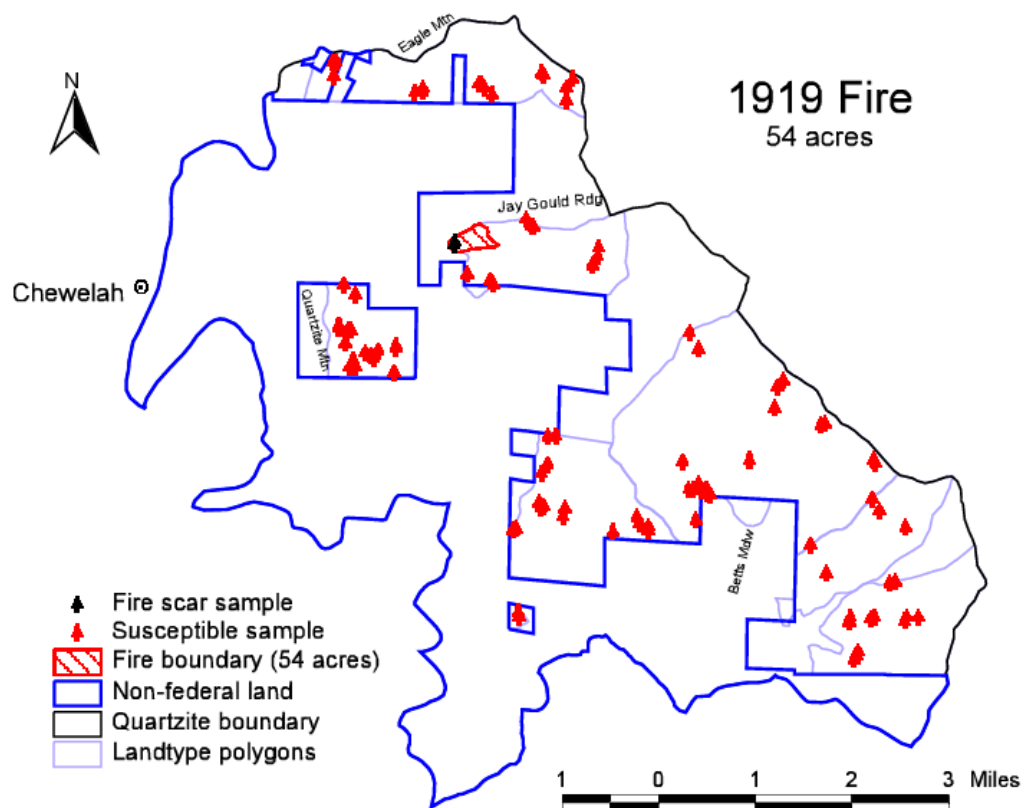 Eagle Mtn
N
1919 Fire
54 acres
Jay Gould Rdg
Chewelah
Quartzite Mtn
Betts Mdw
Fire scar sample
Susceptible sample
Fire boundary (54 acres)
Non-federal land
Quartzite boundary
Landtype polygons
1 0 1 2 3 Miles